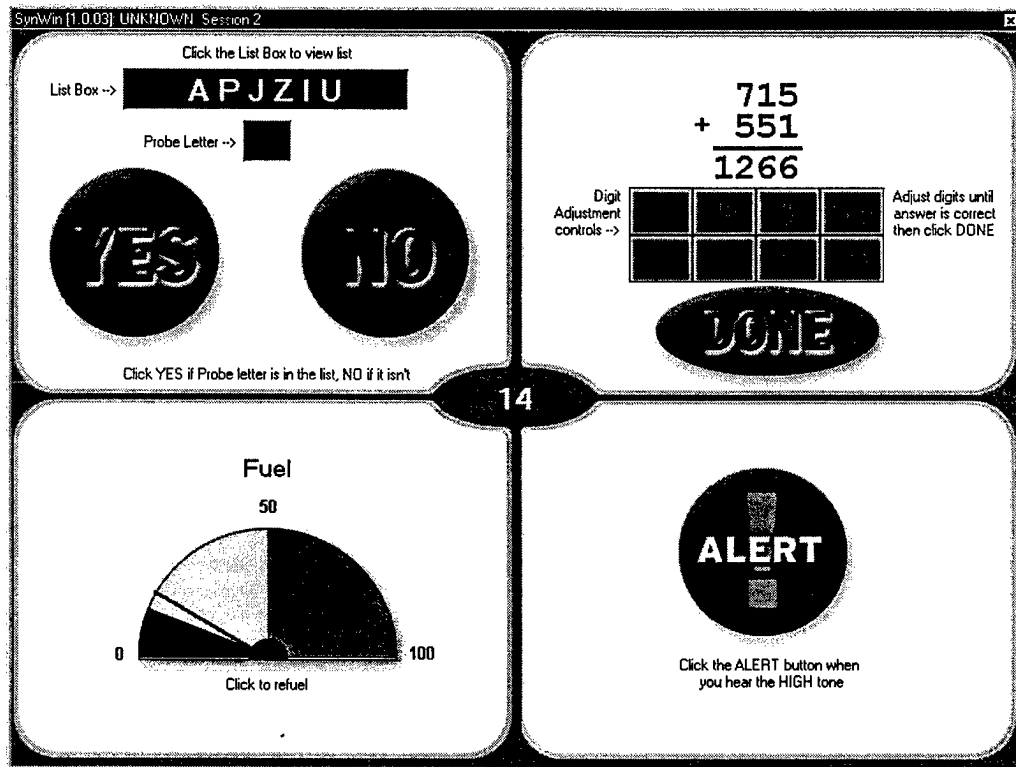 SynWin [1.0.03]: UNKNOWN Session 2
Click the List Box to view list
List Box --> A P J Z I U
Probe Letter -->
YES NO
Click YES if Probe letter is in the list, NO if it isn't
715
+ 551
1266
Digit
Adjustment
controls -->
Adjust digits until
answer is correct
then click DONE
DONE
14
Fuel
50
0
100
Click to refuel
ALERT
Click the ALERT button when
you hear the HIGH tone